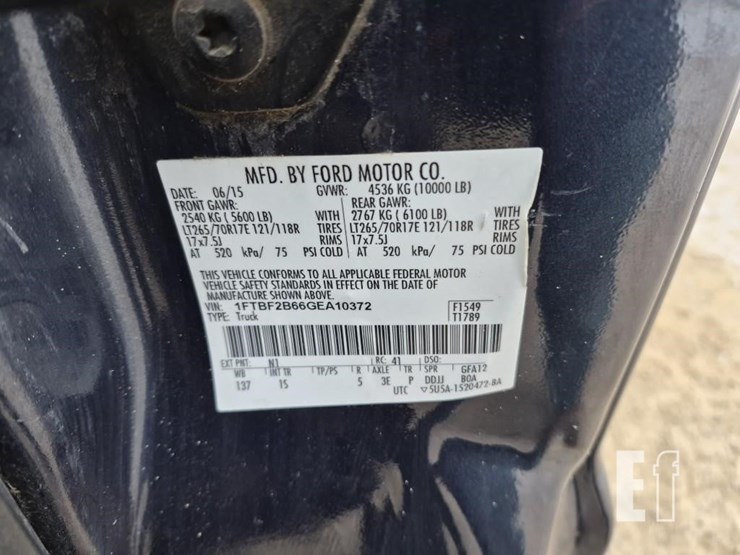 MFD. BY FORD MOTOR CO.
DATE: 06/15 GVWR: 4536 KG (10000 LB)
FRONT GAWR: REAR GAWR:
2540 KG ( 5600 LB) WITH 2767 KG ( 6100 LB) WITH
LT265/70R17E 121/118R TIRES LT265/70R17E 121/118R TIRES
17x7.5J RIMS 17x7.5J RIMS
AT 520 kPa/ 75 PSI COLD AT 520 kPa/ 75 PSI COLD
THIS VEHICLE CONFORMS TO ALL APPLICABLE FEDERAL MOTOR
VEHICLE SAFETY STANDARDS IN EFFECT ON THE DATE OF
MANUFACTURE SHOWN ABOVE.
VIN: 1FTBF2B66GEA10372 F1549
TYPE: Truck T1789
EXT PNT: N1 RC: 41 DSO:
WB INT TR TP/PS R AXLE TR SPR GFA12
137 15 5 3E P DDJJ BOA
UTC 5U5A-1520472-BA
Ef